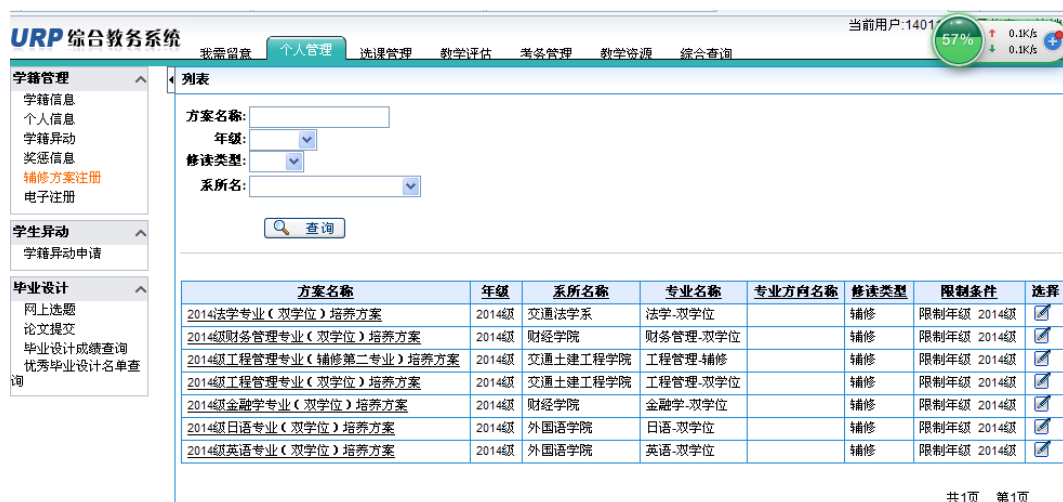 当前用户:1401
URP 综合教务系统
我需留意 个人管理 选课管理 教学评估 考务管理 教学资源 综合查询
57% 0.1K/s
0.1K/s
学籍管理
学籍信息
个人信息
学籍异动
奖惩信息
辅修方案注册
电子注册
学生异动
学籍异动申请
毕业设计
网上选题
论文提交
毕业设计成绩查询
优秀毕业设计名单查
询
列表
方案名称:
年级:
修读类型:
系所名:
查询
方案名称 年级 系所名称 专业名称 专业方向名称 修读类型 限制条件 选择
2014法学专业(双学位)培养方案 2014级 交通法学系 法学-双学位 辅修 限制年级 2014级
2014级财务管理专业(双学位)培养方案 2014级 财经学院 财务管理-双学位 辅修 限制年级 2014级
2014级工程管理专业(辅修第二专业)培养方案 2014级 交通土建工程学院 工程管理-辅修 辅修 限制年级 2014级
2014级工程管理专业(双学位)培养方案 2014级 交通土建工程学院 工程管理-双学位 辅修 限制年级 2014级
2014级金融学专业(双学位)培养方案 2014级 财经学院 金融学-双学位 辅修 限制年级 2014级
2014级日语专业(双学位)培养方案 2014级 外国语学院 日语-双学位 辅修 限制年级 2014级
2014级英语专业(双学位)培养方案 2014级 外国语学院 英语-双学位 辅修 限制年级 2014级
共1页 第1页